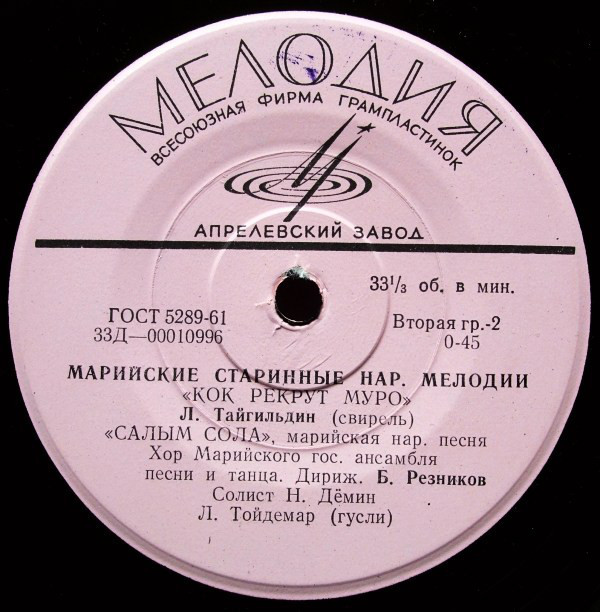 МЕЛОДИЯ
ВСЕСОЮЗНАЯ ФИРМА ГРАМПЛАСТИНОК
АПРЕЛЕВСКИЙ ЗАВОД
33 1/3 об. в мин.
ГОСТ 5289-61
33Д—00010996
Вторая гр.-2
0-45
МАРИЙСКИЕ СТАРИННЫЕ НАР. МЕЛОДИИ
«КОК РЕКРУТ МУРО»
Л. Тайгильдин (свирель)
«САЛЫМ СОЛА», марийская нар. песня
Хор Марийского гос. ансамбля
песни и танца. Дириж. Б. Резников
Солист Н. Дёмин
Л. Тойдемар (гусли)